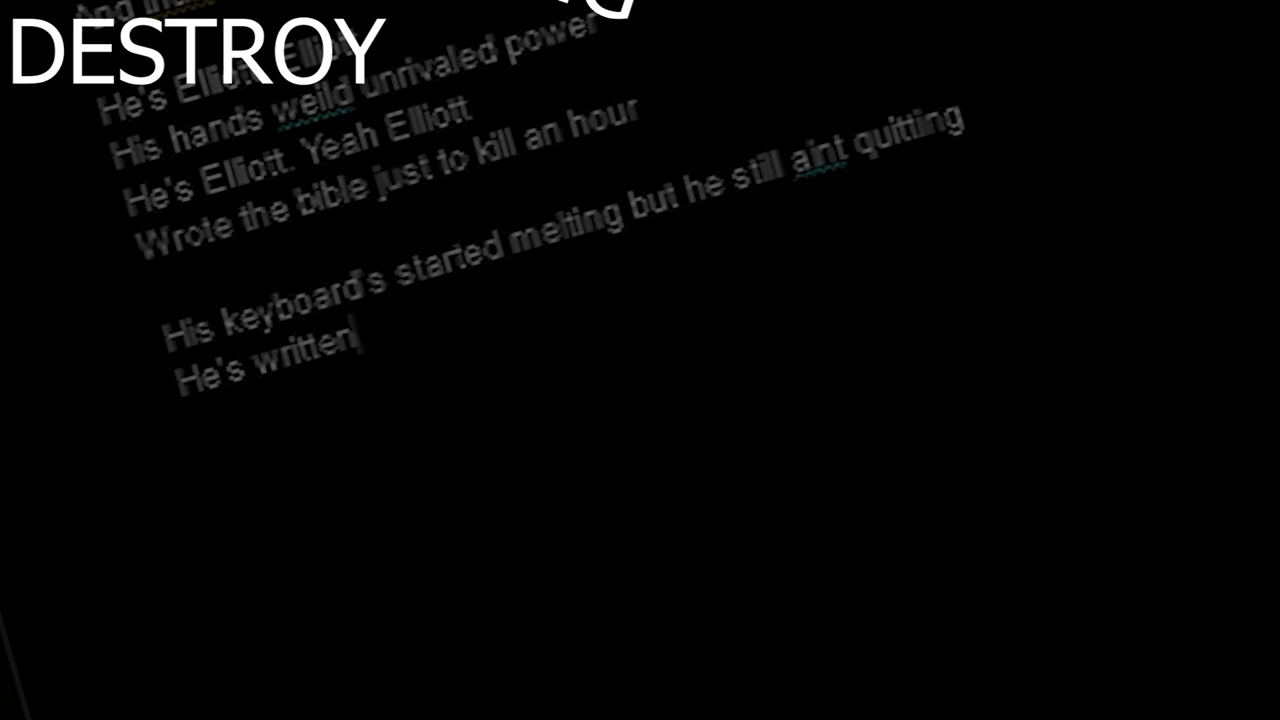 And
DESTROY
He's Elliott. Elliott
His hands weild unrivaled power
He's Elliott. Yeah Elliott
Wrote the bible just to kill an hour
His keyboard's started melting but he still aint quitting
He's written